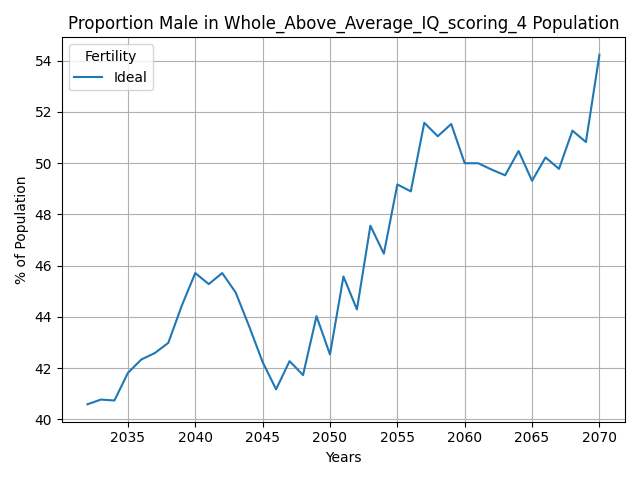 Proportion Male in Whole_Above_Average_IQ_scoring_4 Population
Fertility
Ideal
% of Population
54
52
50
48
46
44
42
40
2035 2040 2045 2050 2055 2060 2065 2070
Years